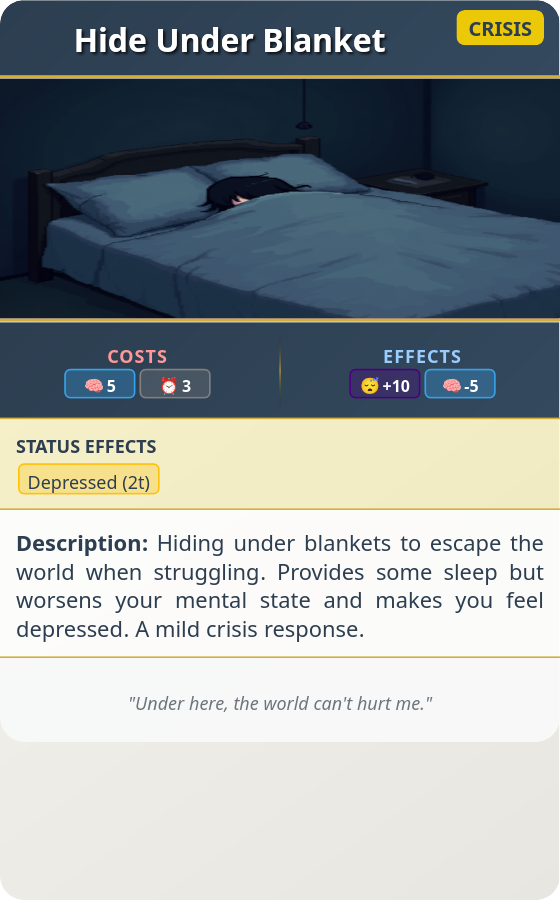 Hide Under Blanket
CRISIS
COSTS
🧠 5
⏰ 3
EFFECTS
😴 +10
🧠 -5
STATUS EFFECTS
Depressed (2t)
Description: Hiding under blankets to escape the
world when struggling. Provides some sleep but
worsens your mental state and makes you feel
depressed. A mild crisis response.
"Under here, the world can't hurt me."